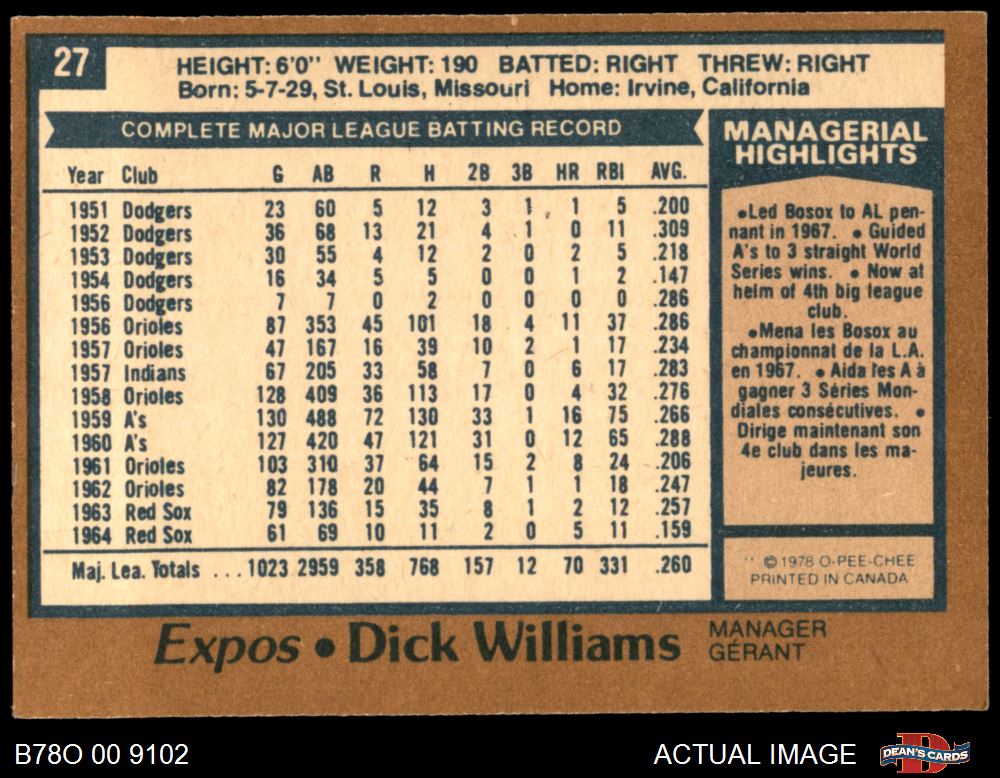 27
HEIGHT: 6'0" WEIGHT: 190 BATTED: RIGHT THREW: RIGHT
Born: 5-7-29, St. Louis, Missouri Home: Irvine, California
COMPLETE MAJOR LEAGUE BATTING RECORD
Year Club G AB R H 2B 3B HR RBI AVG.
1951 Dodgers 23 60 5 12 3 1 1 5 .200
1952 Dodgers 36 68 13 21 4 1 0 11 .309
1953 Dodgers 30 55 4 12 2 0 2 5 .218
1954 Dodgers 16 34 5 5 0 0 1 2 .147
1956 Dodgers 7 7 0 2 0 0 0 0 .286
1956 Orioles 87 353 45 101 18 4 11 37 .286
1957 Orioles 47 167 16 39 10 2 1 17 .234
1957 Indians 67 205 33 58 7 0 6 17 .283
1958 Orioles 128 409 36 113 17 0 4 32 .276
1959 A's 130 488 72 130 33 1 16 75 .266
1960 A's 127 420 47 121 31 0 12 65 .288
1961 Orioles 103 310 37 64 15 2 8 24 .206
1962 Orioles 82 178 20 44 7 1 1 18 .247
1963 Red Sox 79 136 15 35 8 1 2 12 .257
1964 Red Sox 61 69 10 11 2 0 5 11 .159
Maj. Lea. Totals ... 1023 2959 358 768 157 12 70 331 .260
MANAGERIAL
HIGHLIGHTS
•Led Bosox to AL pen-
nant in 1967. • Guided
A's to 3 straight World
Series wins. • Now at
helm of 4th big league
club.
•Mena les Bosox au
championnat de la L.A.
en 1967. • Aida les A à
gagner 3 Séries Mon-
diales consécutives. •
Dirige maintenant son
4e club dans les ma-
jeures.
© 1978 O-PEE-CHEE
PRINTED IN CANADA
Expos • Dick Williams
MANAGER
GÉRANT
B78O 00 9102
ACTUAL IMAGE
DEAN'S CARDS